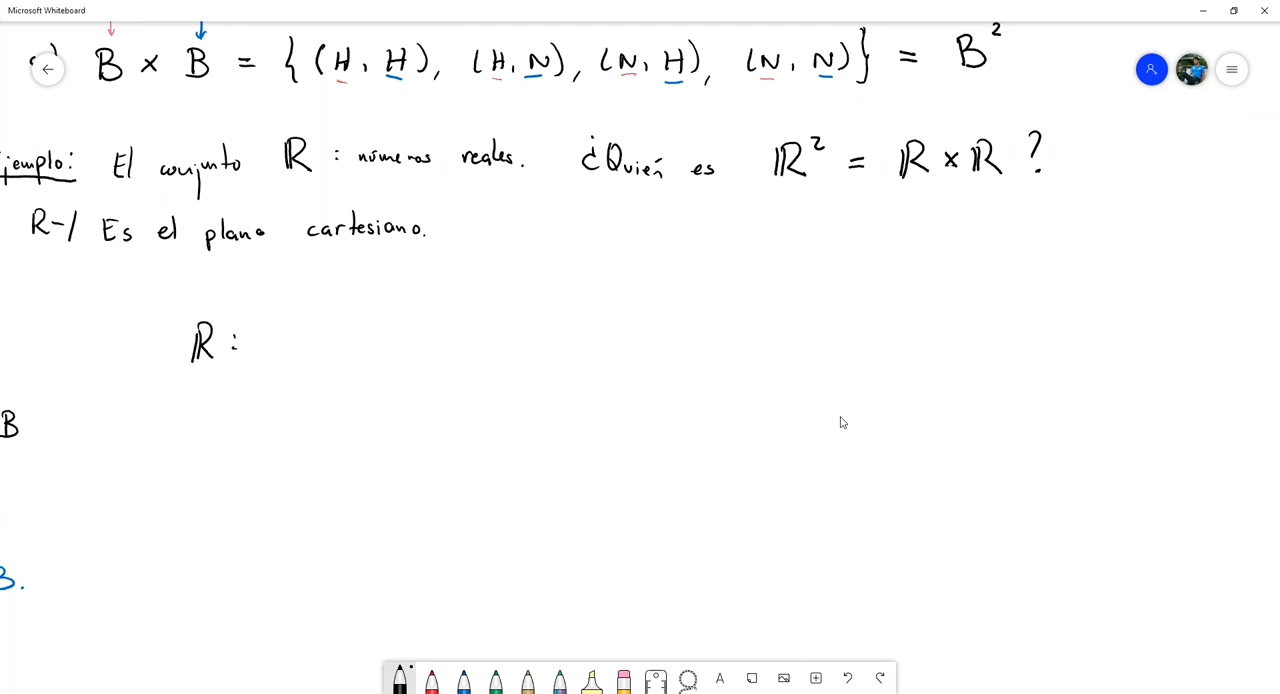 Microsoft Whiteboard
B × B = {(H, H), (H, N), (N, H), (N, N)} = B²
jemplo: El conjunto ℝ : números reales. ¿Quién es ℝ² = ℝ × ℝ ?
R-/ Es el plano cartesiano.
ℝ :
B
B.
A